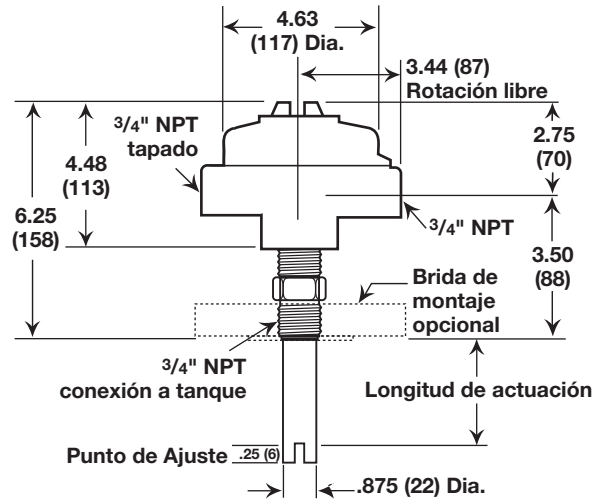 4.63
(117) Dia.
3.44 (87)
Rotación libre
3/4" NPT
tapado
2.75
(70)
4.48
(113)
6.25
(158)
3/4" NPT
3.50
(88)
Brida de
montaje
opcional
3/4" NPT
conexión a tanque
Longitud de actuación
Punto de Ajuste .25 (6)
.875 (22) Dia.